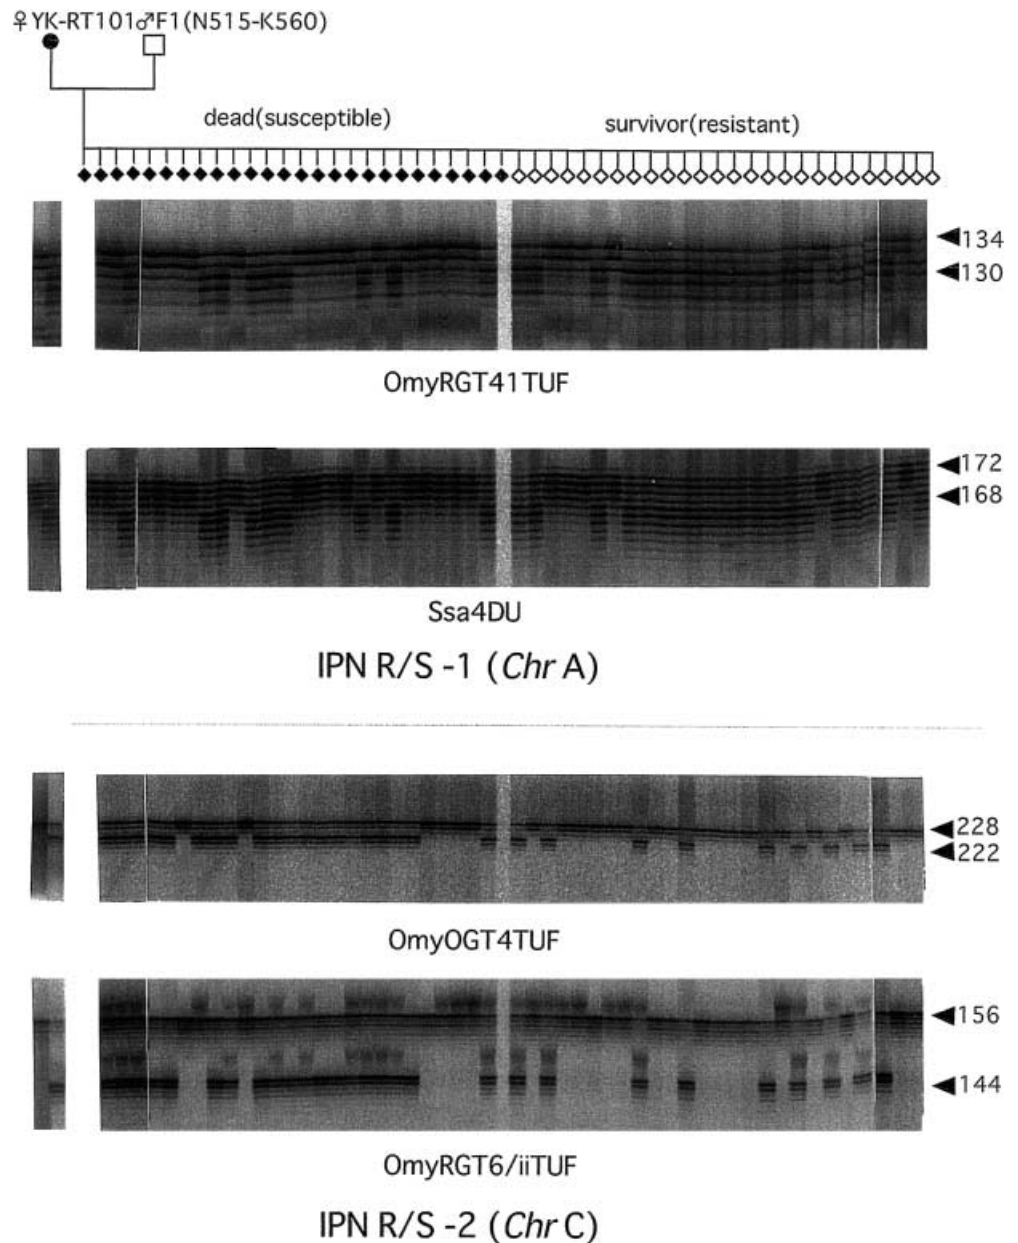 ♀YK-RT101♂F1(N515-K560)
dead(susceptible)
survivor(resistant)
134
130
OmyRGT41TUF
172
168
Ssa4DU
IPN R/S -1 (Chr A)
228
222
OmyOGT4TUF
156
144
OmyRGT6/iiTUF
IPN R/S -2 (Chr C)